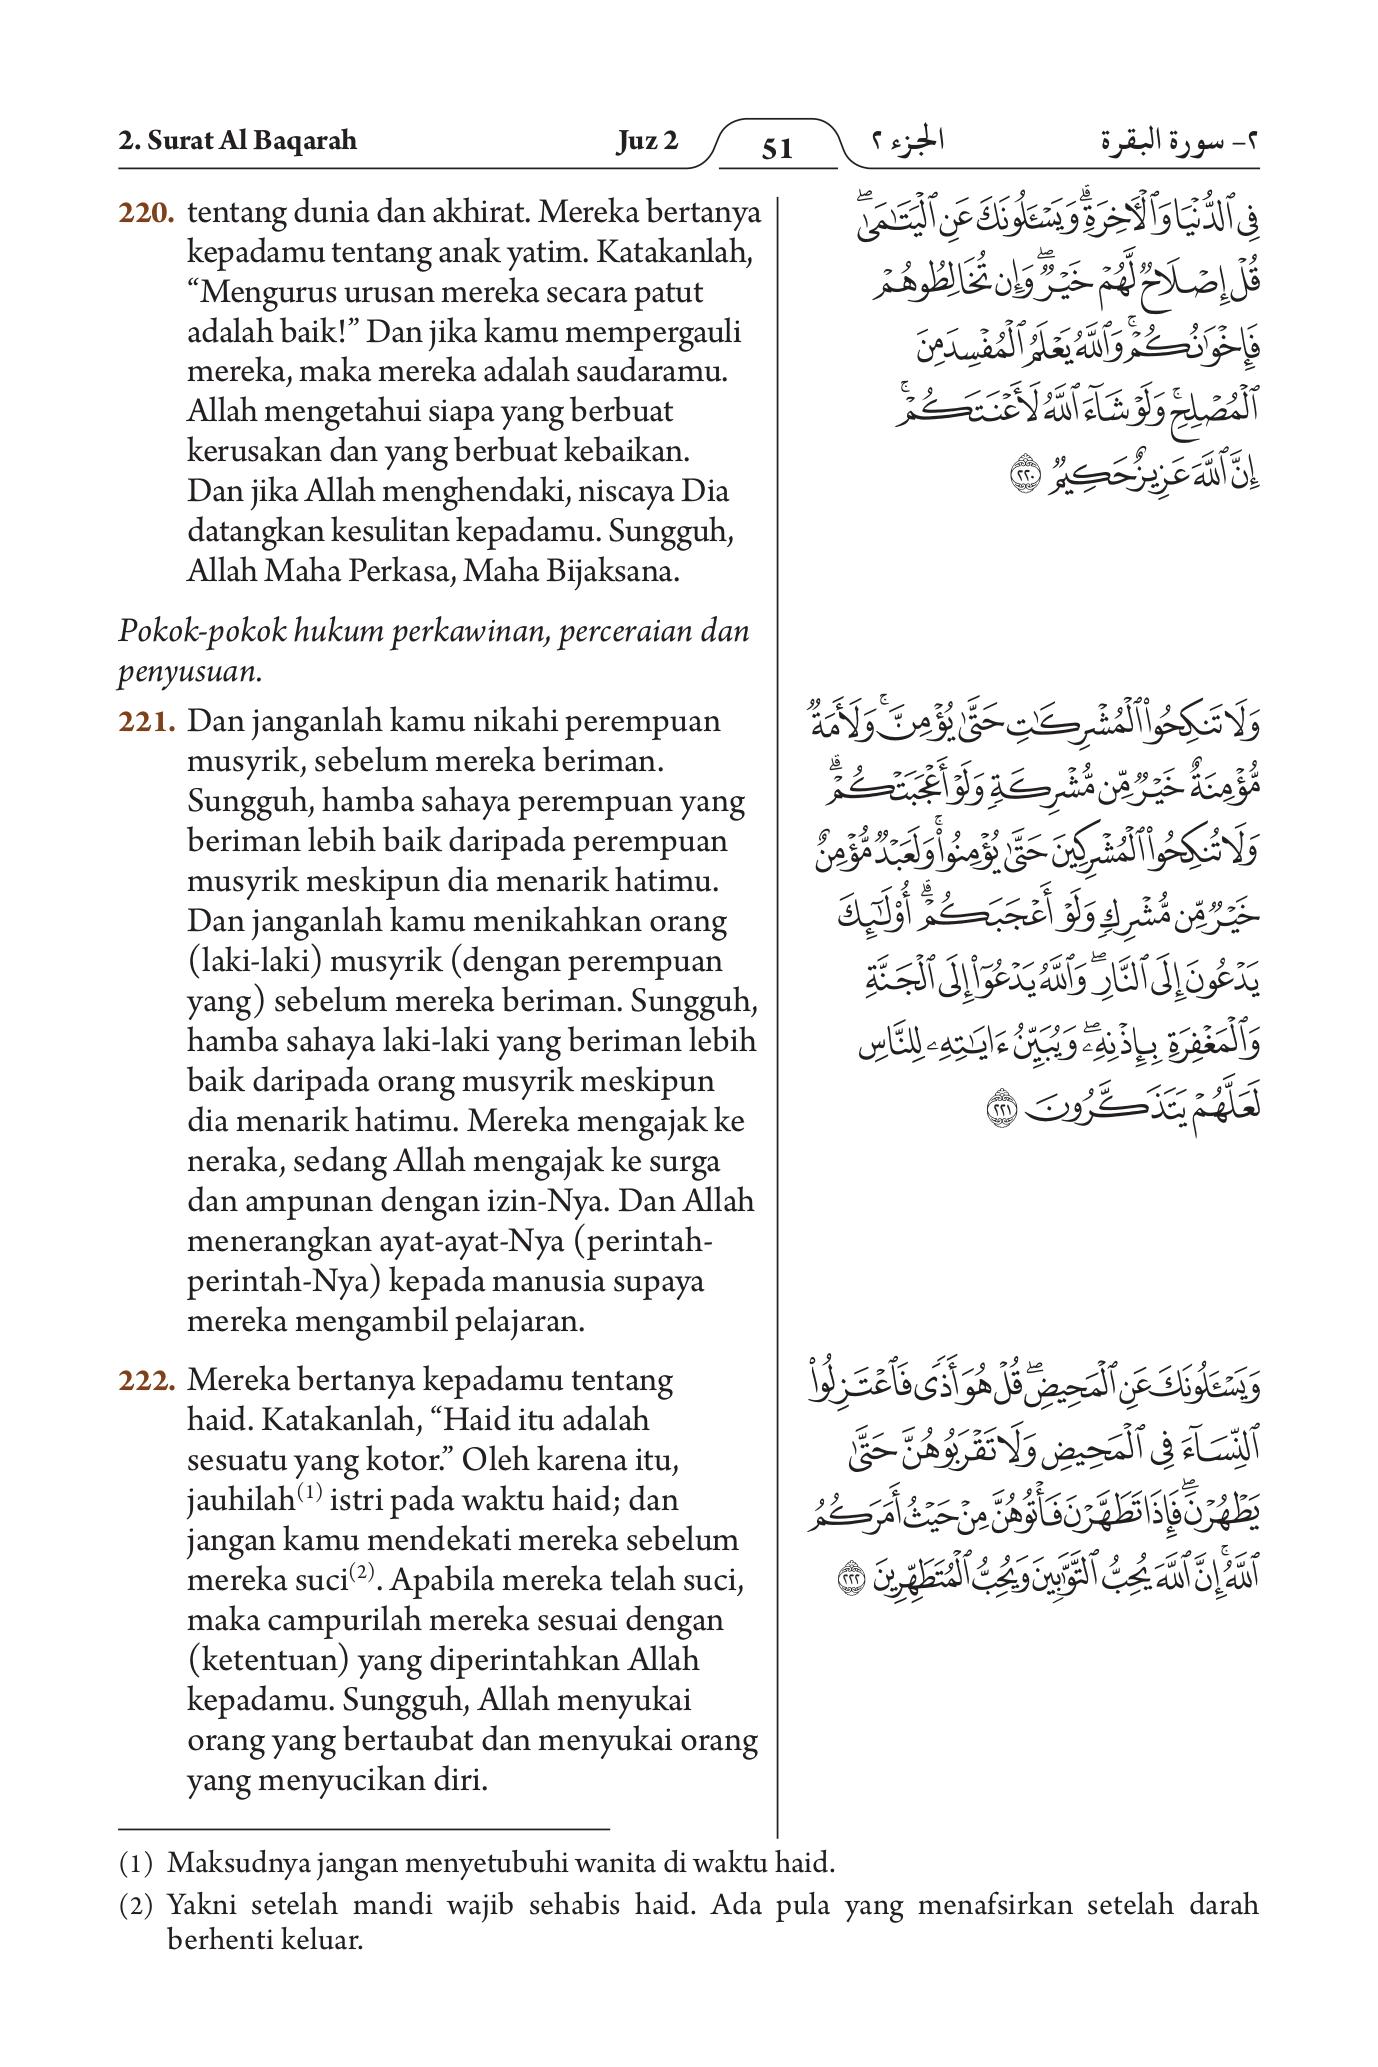 2. Surat Al Baqarah
Juz 2
51
الجزء ٢
٢- سورة البقرة
220. tentang dunia dan akhirat. Mereka bertanya
kepadamu tentang anak yatim. Katakanlah,
“Mengurus urusan mereka secara patut
adalah baik!” Dan jika kamu mempergauli
mereka, maka mereka adalah saudaramu.
Allah mengetahui siapa yang berbuat
kerusakan dan yang berbuat kebaikan.
Dan jika Allah menghendaki, niscaya Dia
datangkan kesulitan kepadamu. Sungguh,
Allah Maha Perkasa, Maha Bijaksana.
Pokok-pokok hukum perkawinan, perceraian dan
penyusuan.
221. Dan janganlah kamu nikahi perempuan
musyrik, sebelum mereka beriman.
Sungguh, hamba sahaya perempuan yang
beriman lebih baik daripada perempuan
musyrik meskipun dia menarik hatimu.
Dan janganlah kamu menikahkan orang
(laki-laki) musyrik (dengan perempuan
yang) sebelum mereka beriman. Sungguh,
hamba sahaya laki-laki yang beriman lebih
baik daripada orang musyrik meskipun
dia menarik hatimu. Mereka mengajak ke
neraka, sedang Allah mengajak ke surga
dan ampunan dengan izin-Nya. Dan Allah
menerangkan ayat-ayat-Nya (perintah-
perintah-Nya) kepada manusia supaya
mereka mengambil pelajaran.
222. Mereka bertanya kepadamu tentang
haid. Katakanlah, “Haid itu adalah
sesuatu yang kotor.” Oleh karena itu,
jauhilah(1) istri pada waktu haid; dan
jangan kamu mendekati mereka sebelum
mereka suci(2). Apabila mereka telah suci,
maka campurilah mereka sesuai dengan
(ketentuan) yang diperintahkan Allah
kepadamu. Sungguh, Allah menyukai
orang yang bertaubat dan menyukai orang
yang menyucikan diri.
فِى ٱلدُّنْيَا وَٱلْءَاخِرَةِ ۗ وَيَسْـَٔلُونَكَ عَنِ ٱلْيَتَـٰمَىٰ ۖ
قُلْ إِصْلَاحٌ لَّهُمْ خَيْرٌ ۖ وَإِن تُخَالِطُوهُمْ
فَإِخْوَٰنُكُمْ ۚ وَٱللَّهُ يَعْلَمُ ٱلْمُفْسِدَ مِنَ
ٱلْمُصْلِحِ ۚ وَلَوْ شَآءَ ٱللَّهُ لَأَعْنَتَكُمْ ۚ
إِنَّ ٱللَّهَ عَزِيزٌ حَكِيمٌ ٢٢٠
وَلَا تَنكِحُوا۟ ٱلْمُشْرِكَـٰتِ حَتَّىٰ يُؤْمِنَّ ۚ وَلَأَمَةٌ
مُّؤْمِنَةٌ خَيْرٌ مِّن مُّشْرِكَةٍ وَلَوْ أَعْجَبَتْكُمْ ۗ
وَلَا تُنكِحُوا۟ ٱلْمُشْرِكِينَ حَتَّىٰ يُؤْمِنُوا۟ ۚ وَلَعَبْدٌ مُّؤْمِنٌ
خَيْرٌ مِّن مُّشْرِكٍ وَلَوْ أَعْجَبَكُمْ ۗ أُو۟لَـٰٓئِكَ
يَدْعُونَ إِلَى ٱلنَّارِ ۖ وَٱللَّهُ يَدْعُوٓا۟ إِلَى ٱلْجَنَّةِ
وَٱلْمَغْفِرَةِ بِإِذْنِهِۦ ۖ وَيُبَيِّنُ ءَايَـٰتِهِۦ لِلنَّاسِ
لَعَلَّهُمْ يَتَذَكَّرُونَ ٢٢١
وَيَسْـَٔلُونَكَ عَنِ ٱلْمَحِيضِ ۖ قُلْ هُوَ أَذًى فَٱعْتَزِلُوا۟
ٱلنِّسَآءَ فِى ٱلْمَحِيضِ وَلَا تَقْرَبُوهُنَّ حَتَّىٰ
يَطْهُرْنَ ۖ فَإِذَا تَطَهَّرْنَ فَأْتُوهُنَّ مِنْ حَيْثُ أَمَرَكُمُ
ٱللَّهُ ۚ إِنَّ ٱللَّهَ يُحِبُّ ٱلتَّوَّٰبِينَ وَيُحِبُّ ٱلْمُتَطَهِّرِينَ ٢٢٢
(1) Maksudnya jangan menyetubuhi wanita di waktu haid.
(2) Yakni setelah mandi wajib sehabis haid. Ada pula yang menafsirkan setelah darah
berhenti keluar.